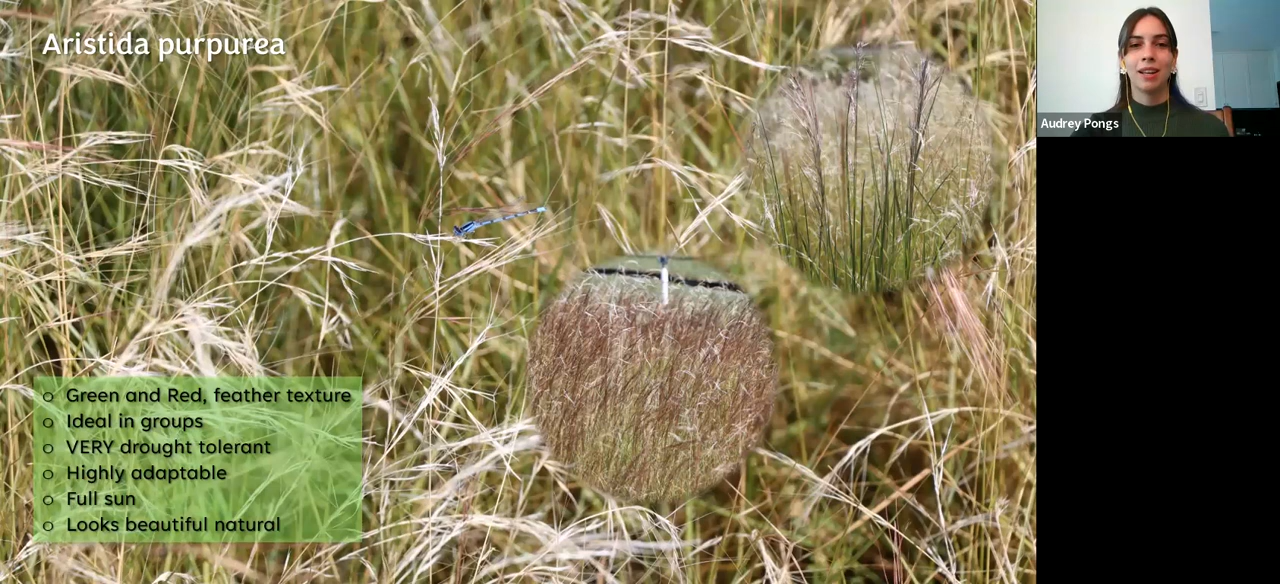 Aristida purpurea
Audrey Pongs
Green and Red, feather texture
Ideal in groups
VERY drought tolerant
Highly adaptable
Full sun
Looks beautiful natural